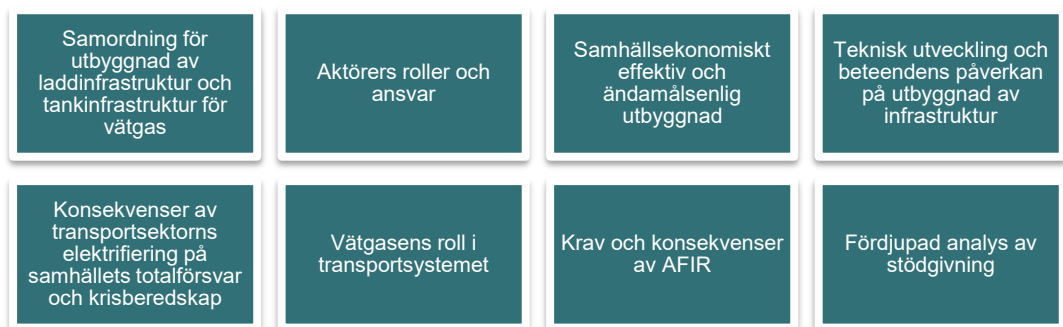 Samordning för
utbyggnad av
laddinfrastruktur och
tankinfrastruktur för
vätgas
Aktörers roller och
ansvar
Samhällsekonomiskt
effektiv och
ändamålsenlig
utbyggnad
Teknisk utveckling och
beteendens påverkan
på utbyggnad av
infrastruktur
Konsekvenser av
transportsektorns
elektrifiering på
samhällets totalförsvar
och krisberedskap
Vätgasens roll i
transportsystemet
Krav och konsekvenser
av AFIR
Fördjupad analys av
stödgivning